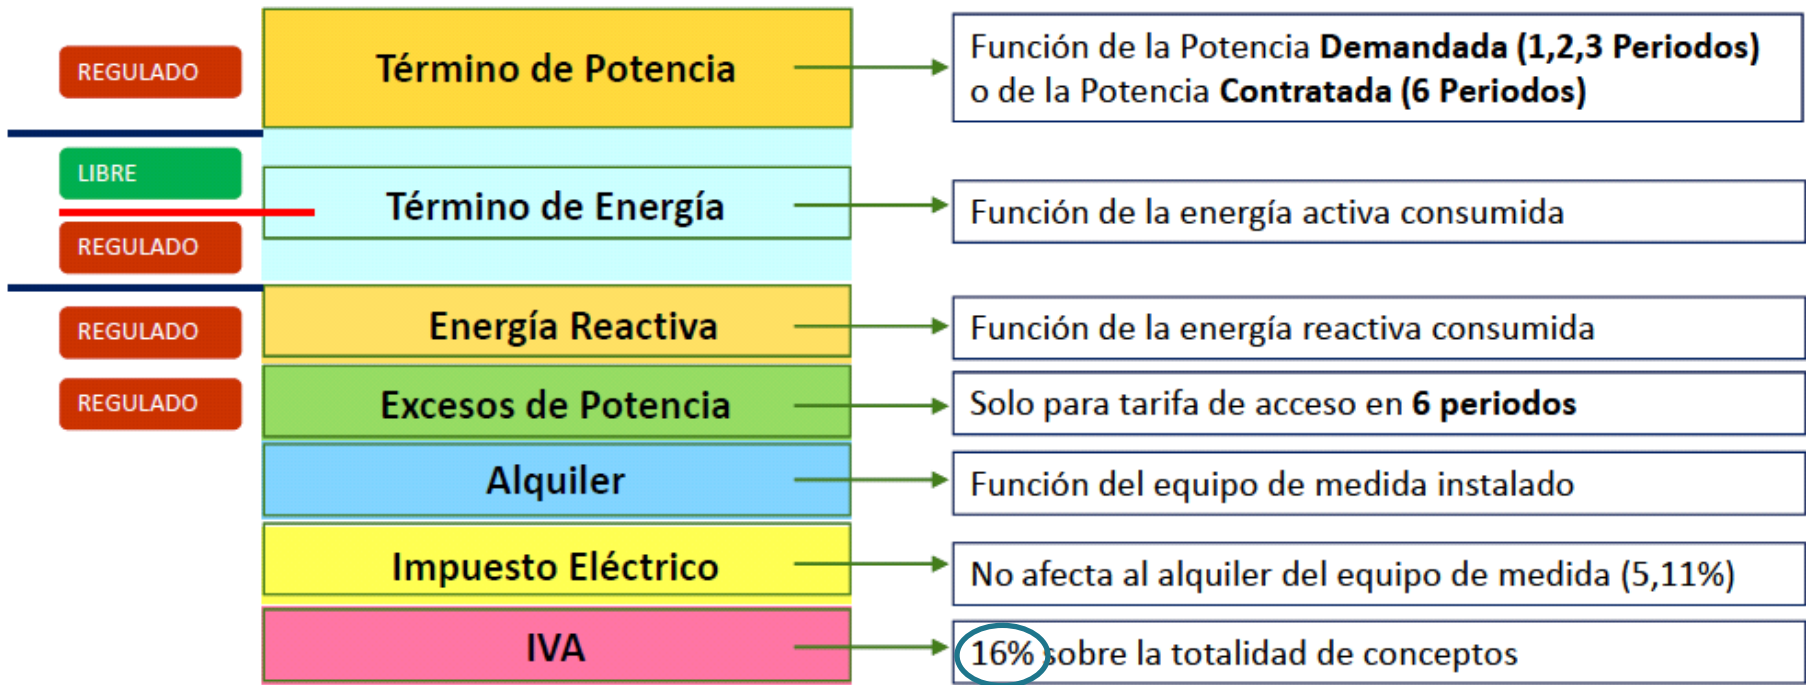 REGULADO
Término de Potencia
Función de la Potencia Demandada (1,2,3 Periodos)
o de la Potencia Contratada (6 Periodos)
LIBRE
REGULADO
Término de Energía
Función de la energía activa consumida
REGULADO
Energía Reactiva
Función de la energía reactiva consumida
REGULADO
Excesos de Potencia
Solo para tarifa de acceso en 6 periodos
Alquiler
Función del equipo de medida instalado
Impuesto Eléctrico
No afecta al alquiler del equipo de medida (5,11%)
IVA
16% sobre la totalidad de conceptos